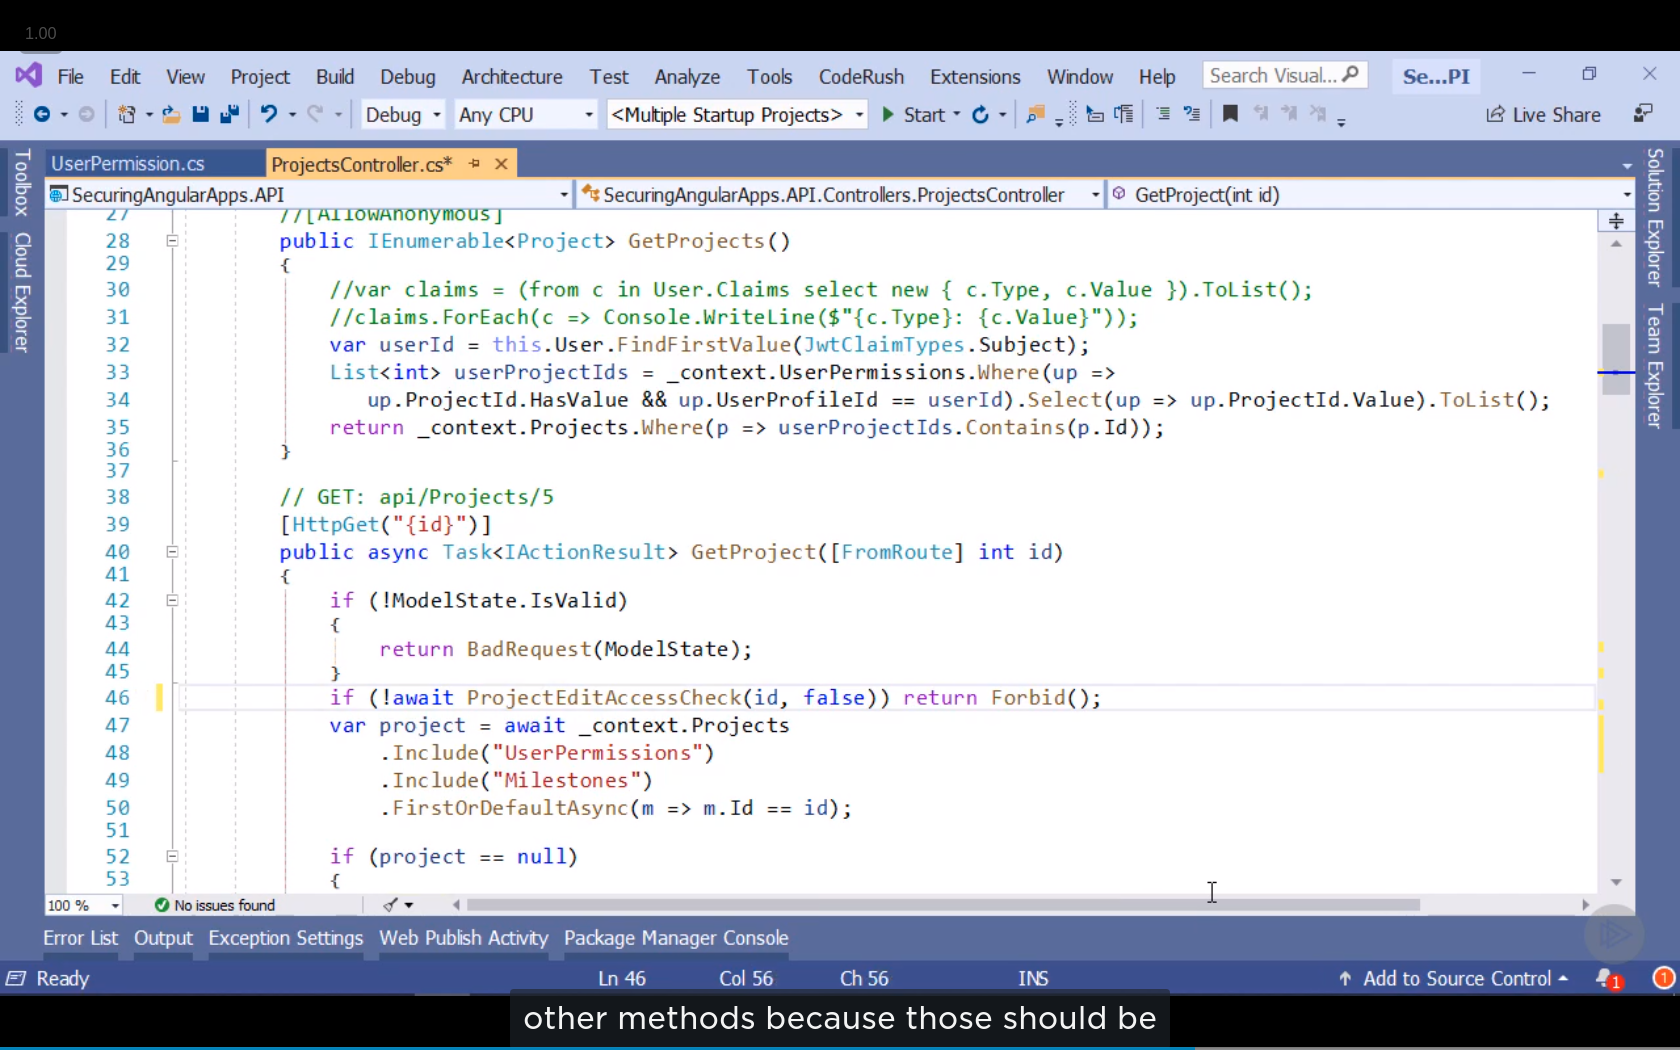 1.00
File Edit View Project Build Debug Architecture Test Analyze Tools CodeRush Extensions Window Help Search Visual... Se...PI
Debug Any CPU <Multiple Startup Projects> Start Live Share
UserPermission.cs ProjectsController.cs*
SecuringAngularApps.API SecuringAngularApps.API.Controllers.ProjectsController GetProject(int id)
Toolbox
Cloud Explorer
Solution Explorer
Team Explorer
27 //[AllowAnonymous]
28 public IEnumerable<Project> GetProjects()
29 {
30 //var claims = (from c in User.Claims select new { c.Type, c.Value }).ToList();
31 //claims.ForEach(c => Console.WriteLine($"{c.Type}: {c.Value}"));
32 var userId = this.User.FindFirstValue(JwtClaimTypes.Subject);
33 List<int> userProjectIds = _context.UserPermissions.Where(up =>
34 up.ProjectId.HasValue && up.UserProfileId == userId).Select(up => up.ProjectId.Value).ToList();
35 return _context.Projects.Where(p => userProjectIds.Contains(p.Id));
36 }
37
38 // GET: api/Projects/5
39 [HttpGet("{id}")]
40 public async Task<IActionResult> GetProject([FromRoute] int id)
41 {
42 if (!ModelState.IsValid)
43 {
44 return BadRequest(ModelState);
45 }
46 if (!await ProjectEditAccessCheck(id, false)) return Forbid();
47 var project = await _context.Projects
48 .Include("UserPermissions")
49 .Include("Milestones")
50 .FirstOrDefaultAsync(m => m.Id == id);
51
52 if (project == null)
53 {
100 % No issues found
Error List Output Exception Settings Web Publish Activity Package Manager Console
Ready Ln 46 Col 56 Ch 56 INS Add to Source Control 1 1
other methods because those should be